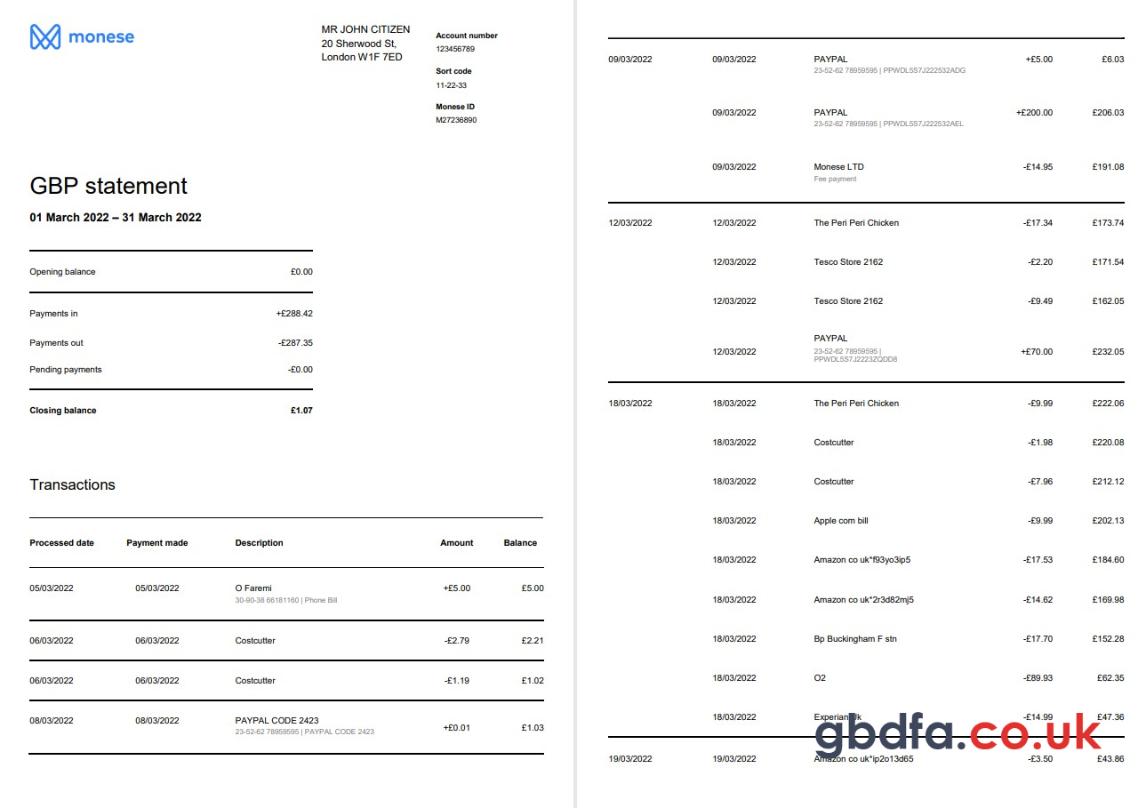 monese
MR JOHN CITIZEN
20 Sherwood St,
London W1F 7ED
Account number
123456789
Sort code
11-22-33
Monese ID
M27236890
GBP statement
01 March 2022 – 31 March 2022
Opening balance £0.00
Payments in +£288.42
Payments out -£287.35
Pending payments -£0.00
Closing balance £1.07
Transactions
Processed date Payment made Description Amount Balance
05/03/2022 05/03/2022 O Faremi +£5.00 £5.00
30-90-38 66181160 | Phone Bill
06/03/2022 06/03/2022 Costcutter -£2.79 £2.21
06/03/2022 06/03/2022 Costcutter -£1.19 £1.02
08/03/2022 08/03/2022 PAYPAL CODE 2423 +£0.01 £1.03
23-52-62 78959595 | PAYPAL CODE 2423
09/03/2022 09/03/2022 PAYPAL +£5.00 £6.03
23-52-62 78959595 | PPWDL557J222532ADG
09/03/2022 PAYPAL +£200.00 £206.03
23-52-62 78959595 | PPWDL557J222532AEL
09/03/2022 Monese LTD -£14.95 £191.08
Fee payment
12/03/2022 12/03/2022 The Peri Peri Chicken -£17.34 £173.74
12/03/2022 Tesco Store 2162 -£2.20 £171.54
12/03/2022 Tesco Store 2162 -£9.49 £162.05
12/03/2022 PAYPAL +£70.00 £232.05
23-52-62 78959595 |
PPWDL557J2223ZQDD8
18/03/2022 18/03/2022 The Peri Peri Chicken -£9.99 £222.06
18/03/2022 Costcutter -£1.98 £220.08
18/03/2022 Costcutter -£7.96 £212.12
18/03/2022 Apple com bill -£9.99 £202.13
18/03/2022 Amazon co uk*f93yo3ip5 -£17.53 £184.60
18/03/2022 Amazon co uk*2r3d82mj5 -£14.62 £169.98
18/03/2022 Bp Buckingham F stn -£17.70 £152.28
18/03/2022 O2 -£89.93 £62.35
18/03/2022 Experian Uk -£14.99 £47.36
gbdfa.co.uk
19/03/2022 19/03/2022 Amazon co uk*ip2o13d65 -£3.50 £43.86